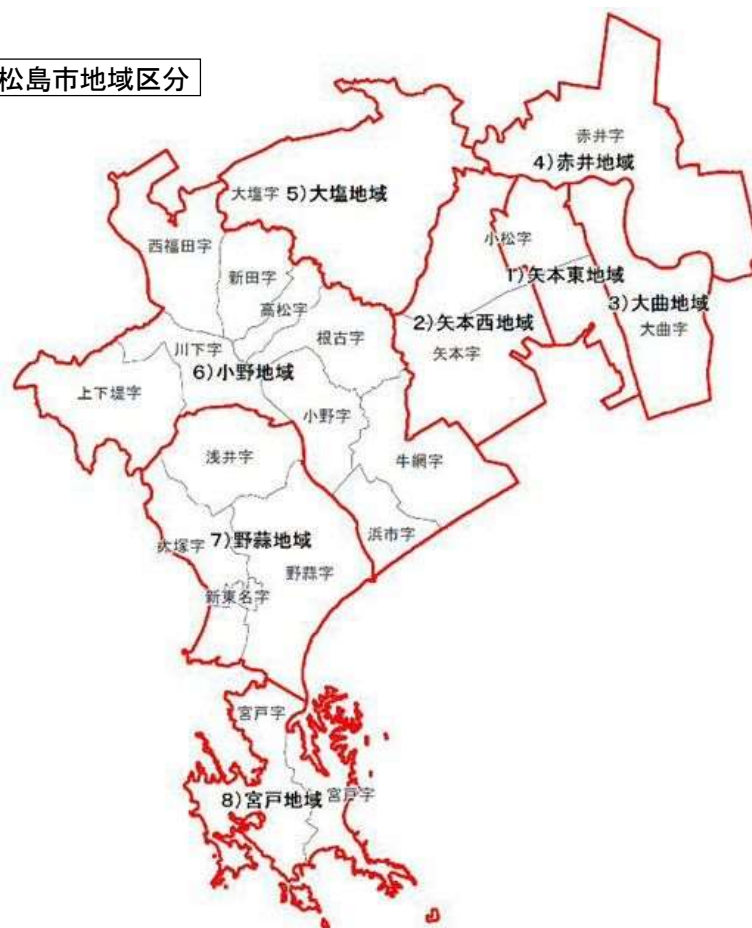 松島市地域区分
赤井字
4)赤井地域
大塩字 5)大塩地域
西福田字
小松字
新田字
1)矢本東地域
高松字
3)大曲地域
2)矢本西地域
大曲字
根古字
川下字
矢本字
6)小野地域
上下堤字
小野字
浅井字
牛網字
大塚字
7)野蒜地域
浜市字
野蒜字
新東名字
宮戸字
8)宮戸地域
宮戸字